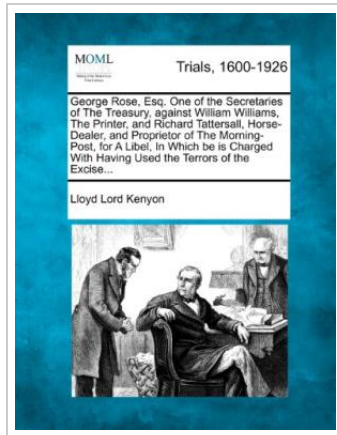 MOML
Trials, 1600-1926
George Rose, Esq. One of the Secretaries
of The Treasury, against William Williams,
The Printer, and Richard Tattersall, Horse-
Dealer, and Proprietor of The Morning-
Post, for A Libel, In Which be is Charged
With Having Used the Terrors of the
Excise...
Lloyd Lord Kenyon